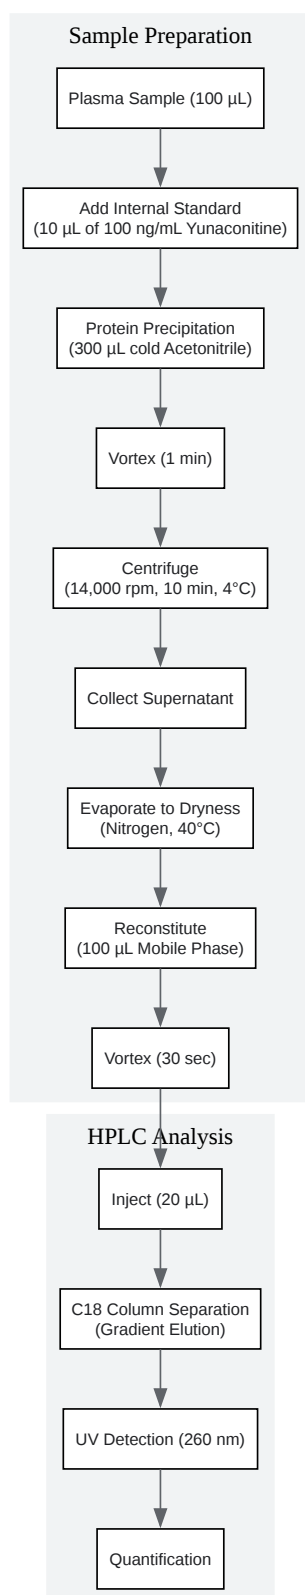 Sample Preparation
Plasma Sample (100 µL)
Add Internal Standard
(10 µL of 100 ng/mL Yunaconitine)
Protein Precipitation
(300 µL cold Acetonitrile)
Vortex (1 min)
Centrifuge
(14,000 rpm, 10 min, 4°C)
Collect Supernatant
Evaporate to Dryness
(Nitrogen, 40°C)
Reconstitute
(100 µL Mobile Phase)
Vortex (30 sec)
HPLC Analysis
Inject (20 µL)
C18 Column Separation
(Gradient Elution)
UV Detection (260 nm)
Quantification